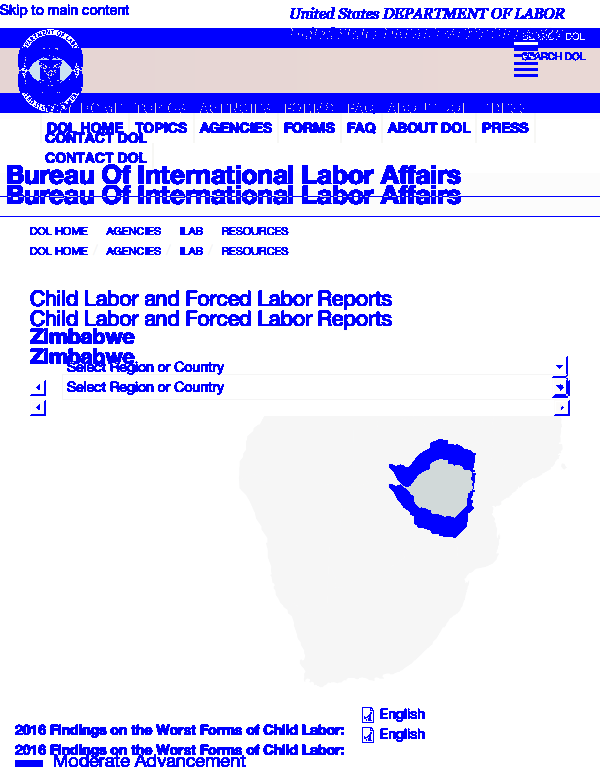 Skip to main content
United States DEPARTMENT OF LABOR
SEARCH DOL
SEARCH DOL
DOL HOME TOPICS AGENCIES FORMS FAQ ABOUT DOL PRESS
DOL HOME TOPICS AGENCIES FORMS FAQ ABOUT DOL PRESS
CONTACT DOL
CONTACT DOL
Bureau Of International Labor Affairs
Bureau Of International Labor Affairs
DOL HOME AGENCIES ILAB RESOURCES
DOL HOME AGENCIES ILAB RESOURCES
Child Labor and Forced Labor Reports
Child Labor and Forced Labor Reports
Zimbabwe
Zimbabwe
Select Region or Country
Select Region or Country
English
2016 Findings on the Worst Forms of Child Labor:
English
2016 Findings on the Worst Forms of Child Labor:
Moderate Advancement